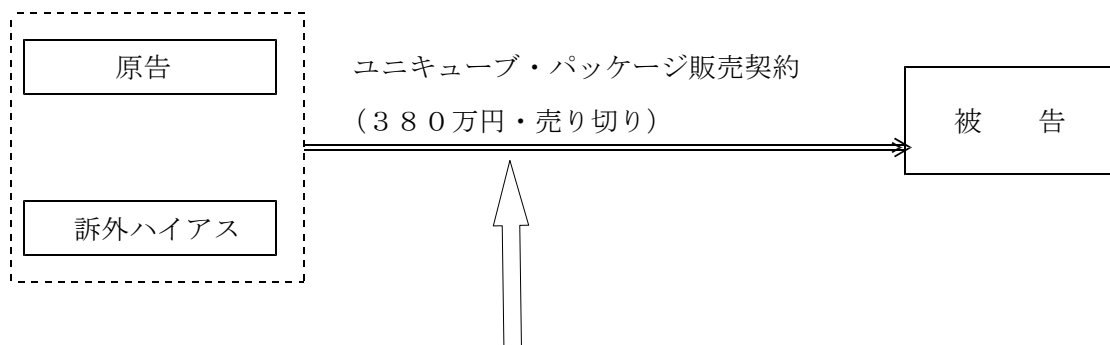 原告
ユニキューブ・パッケージ販売契約
（３８０万円・売り切り）
被　　告
訴外ハイアス